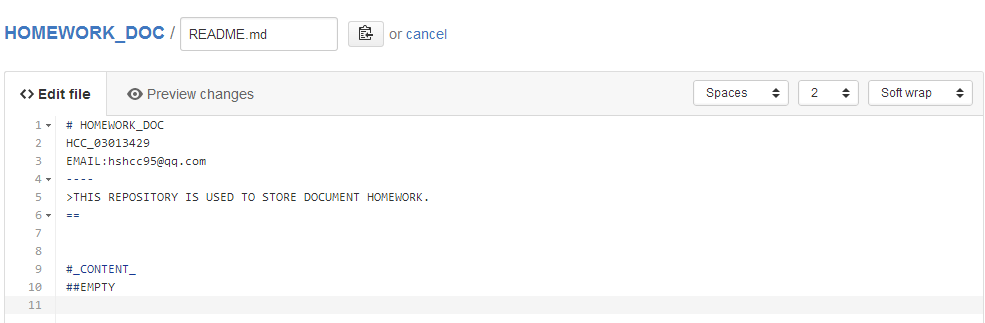 HOMEWORK_DOC / README.md or cancel
Edit file Preview changes Spaces 2 Soft wrap
1 # HOMEWORK_DOC
2 HCC_03013429
3 EMAIL:hshcc95@qq.com
4 ----
5 >THIS REPOSITORY IS USED TO STORE DOCUMENT HOMEWORK.
6 ==
7
8
9 #_CONTENT_
10 ##EMPTY
11